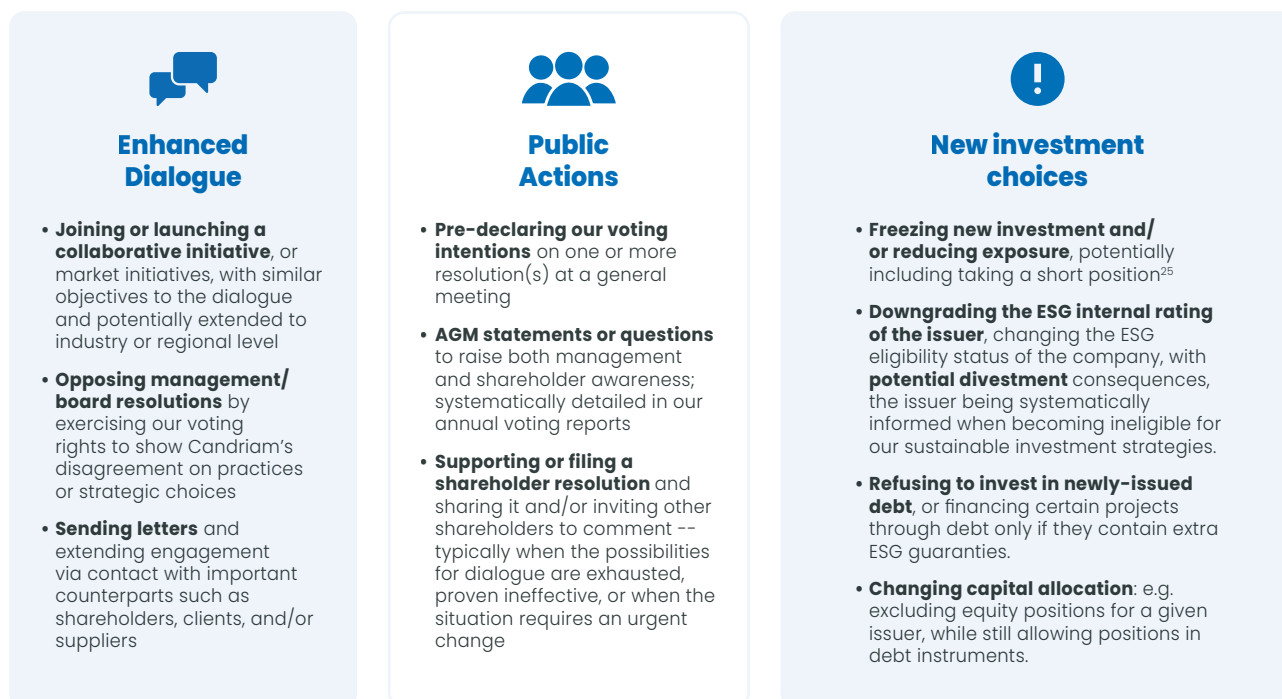 Enhanced
Dialogue
• Joining or launching a
collaborative initiative, or
market initiatives, with similar
objectives to the dialogue
and potentially extended to
industry or regional level
• Opposing management/
board resolutions by
exercising our voting
rights to show Candriam's
disagreement on practices
or strategic choices
• Sending letters and
extending engagement
via contact with important
counterparts such as
shareholders, clients, and/or
suppliers
Public
Actions
• Pre-declaring our voting
intentions on one or more
resolution(s) at a general
meeting
• AGM statements or questions
to raise both management
and shareholder awareness;
systematically detailed in our
annual voting reports
• Supporting or filing a
shareholder resolution and
sharing it and/or inviting other
shareholders to comment --
typically when the possibilities
for dialogue are exhausted,
proven ineffective, or when the
situation requires an urgent
change
New investment
choices
• Freezing new investment and/
or reducing exposure, potentially
including taking a short position²⁵
• Downgrading the ESG internal rating
of the issuer, changing the ESG
eligibility status of the company, with
potential divestment consequences,
the issuer being systematically
informed when becoming ineligible for
our sustainable investment strategies.
• Refusing to invest in newly-issued
debt, or financing certain projects
through debt only if they contain extra
ESG guaranties.
• Changing capital allocation: e.g.
excluding equity positions for a given
issuer, while still allowing positions in
debt instruments.